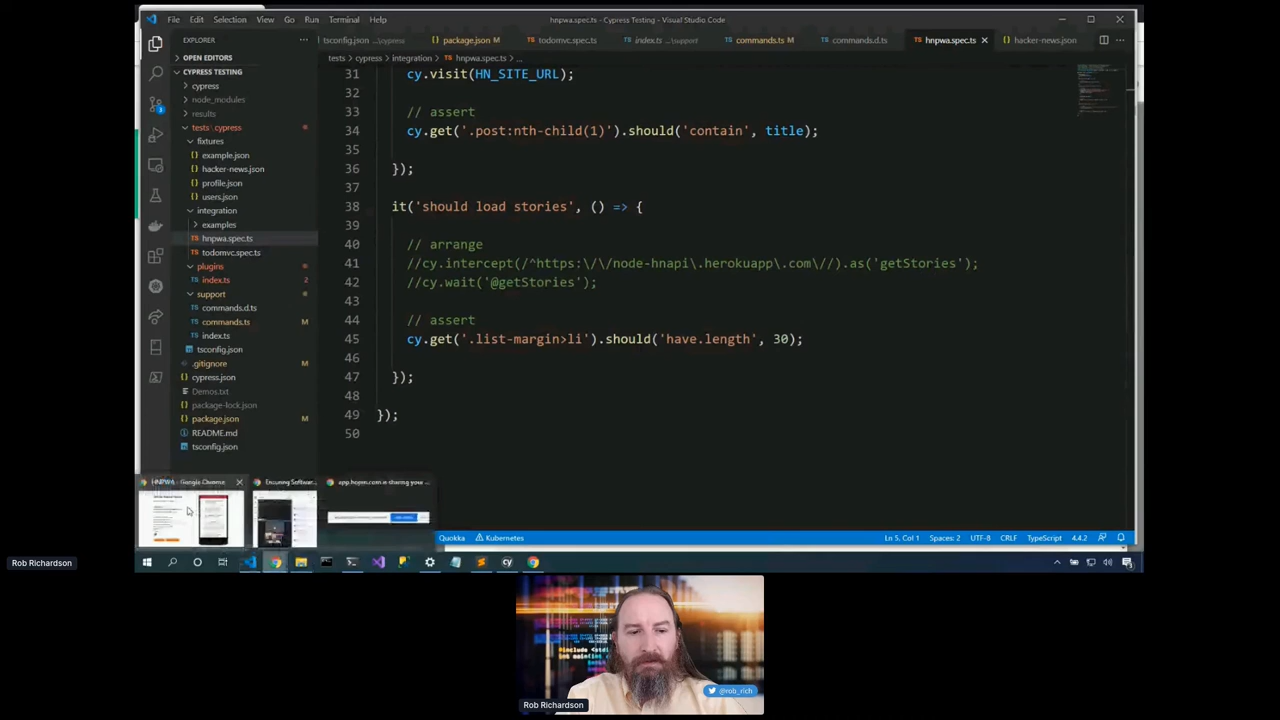 File Edit Selection View Go Run Terminal Help
hnpwa.spec.ts - Cypress Testing - Visual Studio Code
EXPLORER
tsconfig.json ...\cypress
package.json M
todomvc.spec.ts
index.ts ...\support
commands.ts M
commands.d.ts
hnpwa.spec.ts
hacker-news.json
OPEN EDITORS
tests > cypress > integration > hnpwa.spec.ts > ...
CYPRESS TESTING
cypress
node_modules
results
tests \ cypress
fixtures
example.json
hacker-news.json
profile.json
users.json
integration
examples
hnpwa.spec.ts
todomvc.spec.ts
plugins
index.ts 2
support
commands.d.ts
commands.ts M
index.ts
tsconfig.json
.gitignore M
cypress.json
Demos.txt
package-lock.json
package.json M
README.md
tsconfig.json
31 cy.visit(HN_SITE_URL);
32
33 // assert
34 cy.get('.post:nth-child(1)').should('contain', title);
35
36 });
37
38 it('should load stories', () => {
39
40 // arrange
41 //cy.intercept(/^https:\/\/node-hnapi\.herokuapp\.com\//).as('getStories');
42 //cy.wait('@getStories');
43
44 // assert
45 cy.get('.list-margin>li').should('have.length', 30);
46
47 });
48
49 });
50
HNPWA - Google Chrome
Ensuring Software...
app.hopin.com is sharing your ...
Quokka
Kubernetes
Ln 5, Col 1 Spaces: 2 UTF-8 CRLF TypeScript 4.4.2
Rob Richardson
@rob_rich
Rob Richardson